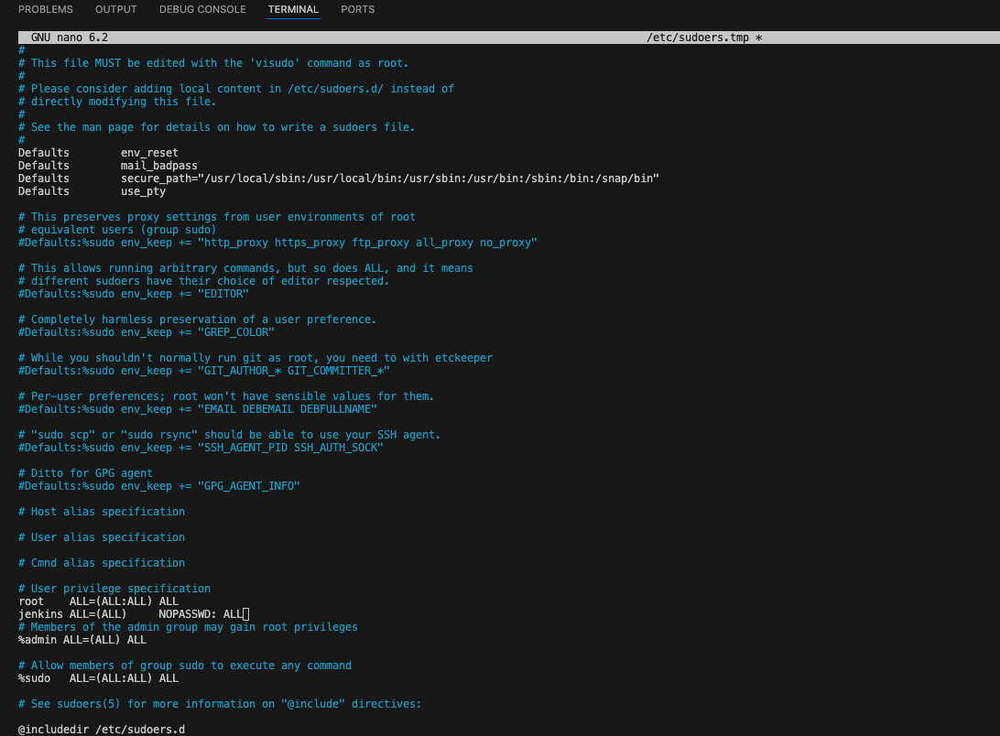 PROBLEMS OUTPUT DEBUG CONSOLE TERMINAL PORTS
GNU nano 6.2 /etc/sudoers.tmp *
#
# This file MUST be edited with the 'visudo' command as root.
#
# Please consider adding local content in /etc/sudoers.d/ instead of
# directly modifying this file.
#
# See the man page for details on how to write a sudoers file.
#
Defaults        env_reset
Defaults        mail_badpass
Defaults        secure_path="/usr/local/sbin:/usr/local/bin:/usr/sbin:/usr/bin:/sbin:/bin:/snap/bin"
Defaults        use_pty

# This preserves proxy settings from user environments of root
# equivalent users (group sudo)
#Defaults:%sudo env_keep += "http_proxy https_proxy ftp_proxy all_proxy no_proxy"

# This allows running arbitrary commands, but so does ALL, and it means
# different sudoers have their choice of editor respected.
#Defaults:%sudo env_keep += "EDITOR"

# Completely harmless preservation of a user preference.
#Defaults:%sudo env_keep += "GREP_COLOR"

# While you shouldn't normally run git as root, you need to with etckeeper
#Defaults:%sudo env_keep += "GIT_AUTHOR_* GIT_COMMITTER_*"

# Per-user preferences; root won't have sensible values for them.
#Defaults:%sudo env_keep += "EMAIL DEBEMAIL DEBFULLNAME"

# "sudo scp" or "sudo rsync" should be able to use your SSH agent.
#Defaults:%sudo env_keep += "SSH_AGENT_PID SSH_AUTH_SOCK"

# Ditto for GPG agent
#Defaults:%sudo env_keep += "GPG_AGENT_INFO"

# Host alias specification

# User alias specification

# Cmnd alias specification

# User privilege specification
root    ALL=(ALL:ALL) ALL
jenkins ALL=(ALL)     NOPASSWD: ALL
# Members of the admin group may gain root privileges
%admin ALL=(ALL) ALL

# Allow members of group sudo to execute any command
%sudo   ALL=(ALL:ALL) ALL

# See sudoers(5) for more information on "@include" directives:

@includedir /etc/sudoers.d